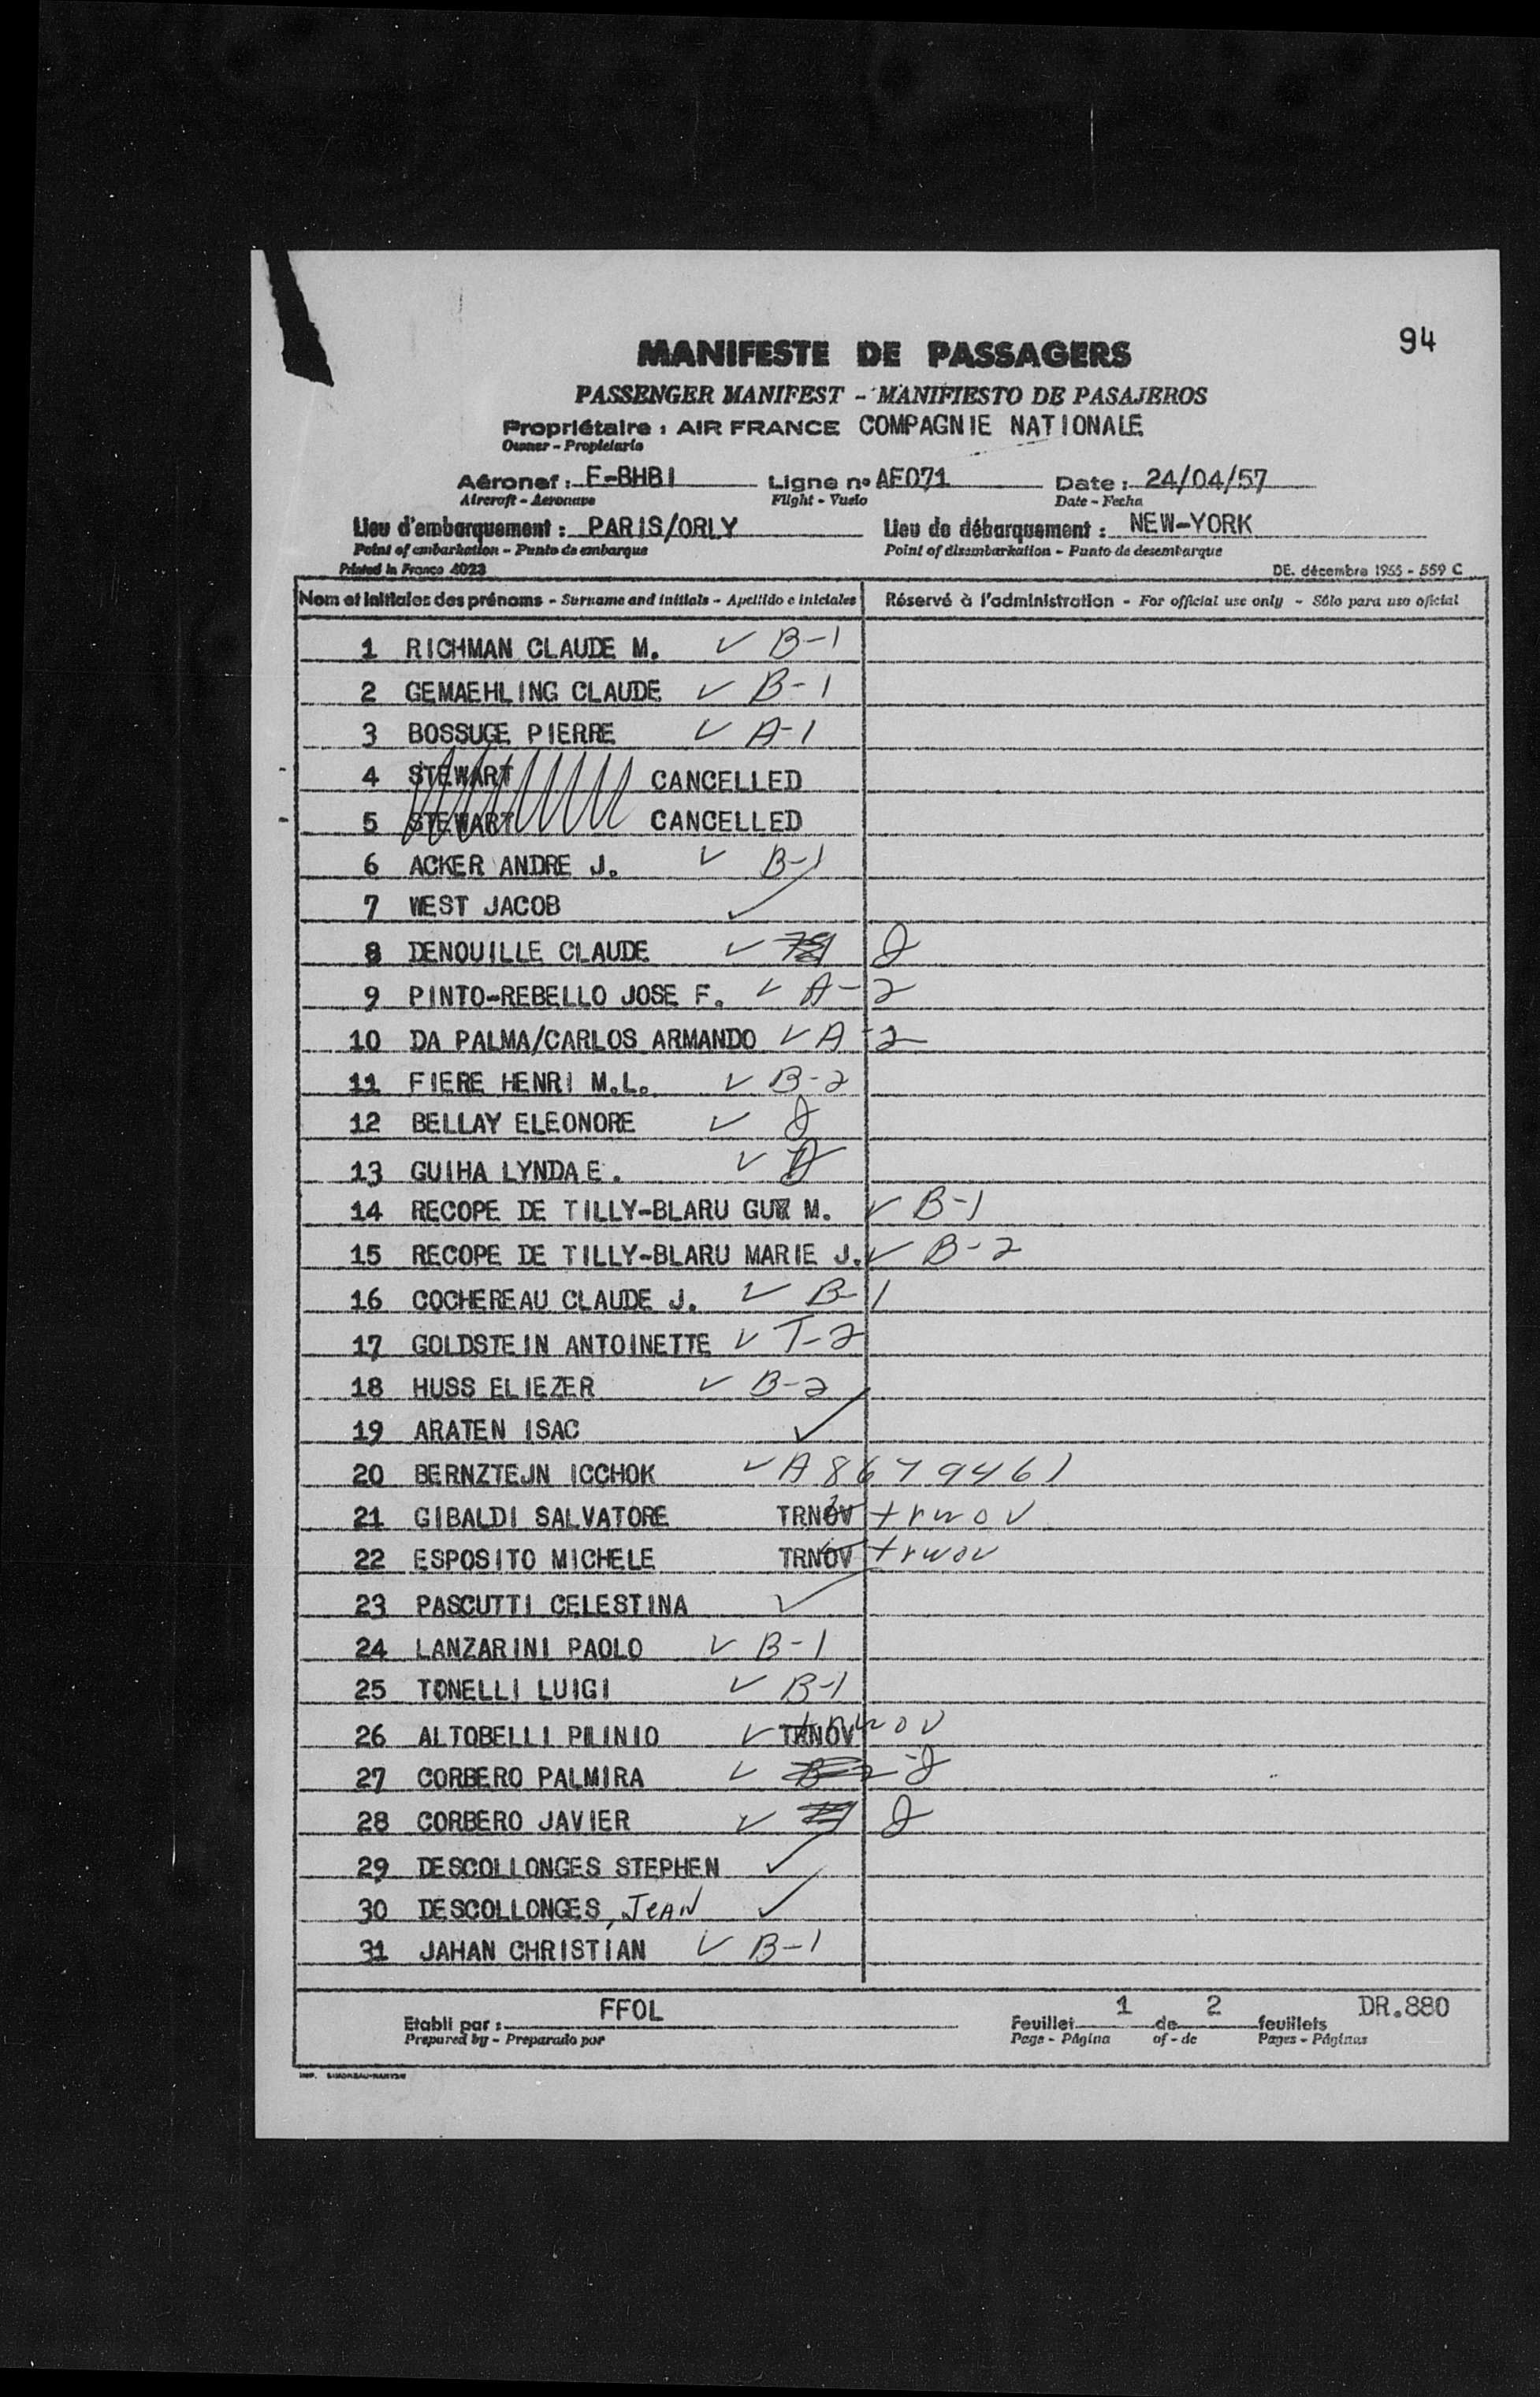 94
MANIFESTE DE PASSAGERS
PASSENGER MANIFEST - MANIFIESTO DE PASAJEROS
Propriétaire : AIR FRANCE COMPAGNIE NATIONALE
Owner - Propietario
Aéronef : F-BHBI Ligne nº AF071 Date : 24/04/57
Aircraft - Aeronave Flight - Vuelo Date - Fecha
Lieu d'embarquement : PARIS/ORLY Lieu de débarquement : NEW-YORK
Point of embarkation - Punto de embarque Point of disembarkation - Punto de desembarque
Printed in France 4023 DE. décembre 1955 - 559 C
Nom et initiales des prénoms - Surname and initials - Apellido e iniciales Réservé à l'administration - For official use only - Sólo para uso oficial
1 RICHMAN CLAUDE M. ✓ B-1
2 GEMAEHLING CLAUDE ✓ B-1
3 BOSSUGE PIERRE ✓ A-1
4 STEWART CANCELLED
5 STEWART CANCELLED
6 ACKER ANDRE J. ✓ B-1
7 WEST JACOB ✓
8 DENOUILLE CLAUDE ✓
9 PINTO-REBELLO JOSE F. ✓ A-2
10 DA PALMA/CARLOS ARMANDO ✓ A-2
11 FIERE HENRI M.L. ✓ B-2
12 BELLAY ELEONORE ✓
13 GUIHA LYNDA E. ✓
14 RECOPE DE TILLY-BLARU GUY M. ✓ B-1
15 RECOPE DE TILLY-BLARU MARIE J. ✓ B-2
16 COCHEREAU CLAUDE J. ✓ B-1
17 GOLDSTEIN ANTOINETTE ✓ T-2
18 HUSS ELIEZER ✓ B-2
19 ARATEN ISAC ✓
20 BERNZTEJN ICCHOK ✓ A8679461
21 GIBALDI SALVATORE TRNOV trwov
22 ESPOSITO MICHELE TRNOV trwov
23 PASCUTTI CELESTINA ✓
24 LANZARINI PAOLO ✓ B-1
25 TONELLI LUIGI ✓ B-1
26 ALTOBELLI PLINIO ✓ TRNOV trwov
27 CORBERO PALMIRA ✓ B-2
28 CORBERO JAVIER ✓
29 DESCOLLONGES STEPHEN ✓
30 DESCOLLONGES, JEAN ✓
31 JAHAN CHRISTIAN ✓ B-1
Etabli par : FFOL Feuillet 1 de 2 feuillets DR.880
Prepared by - Preparado por Page - Página of - de Pages - Páginas